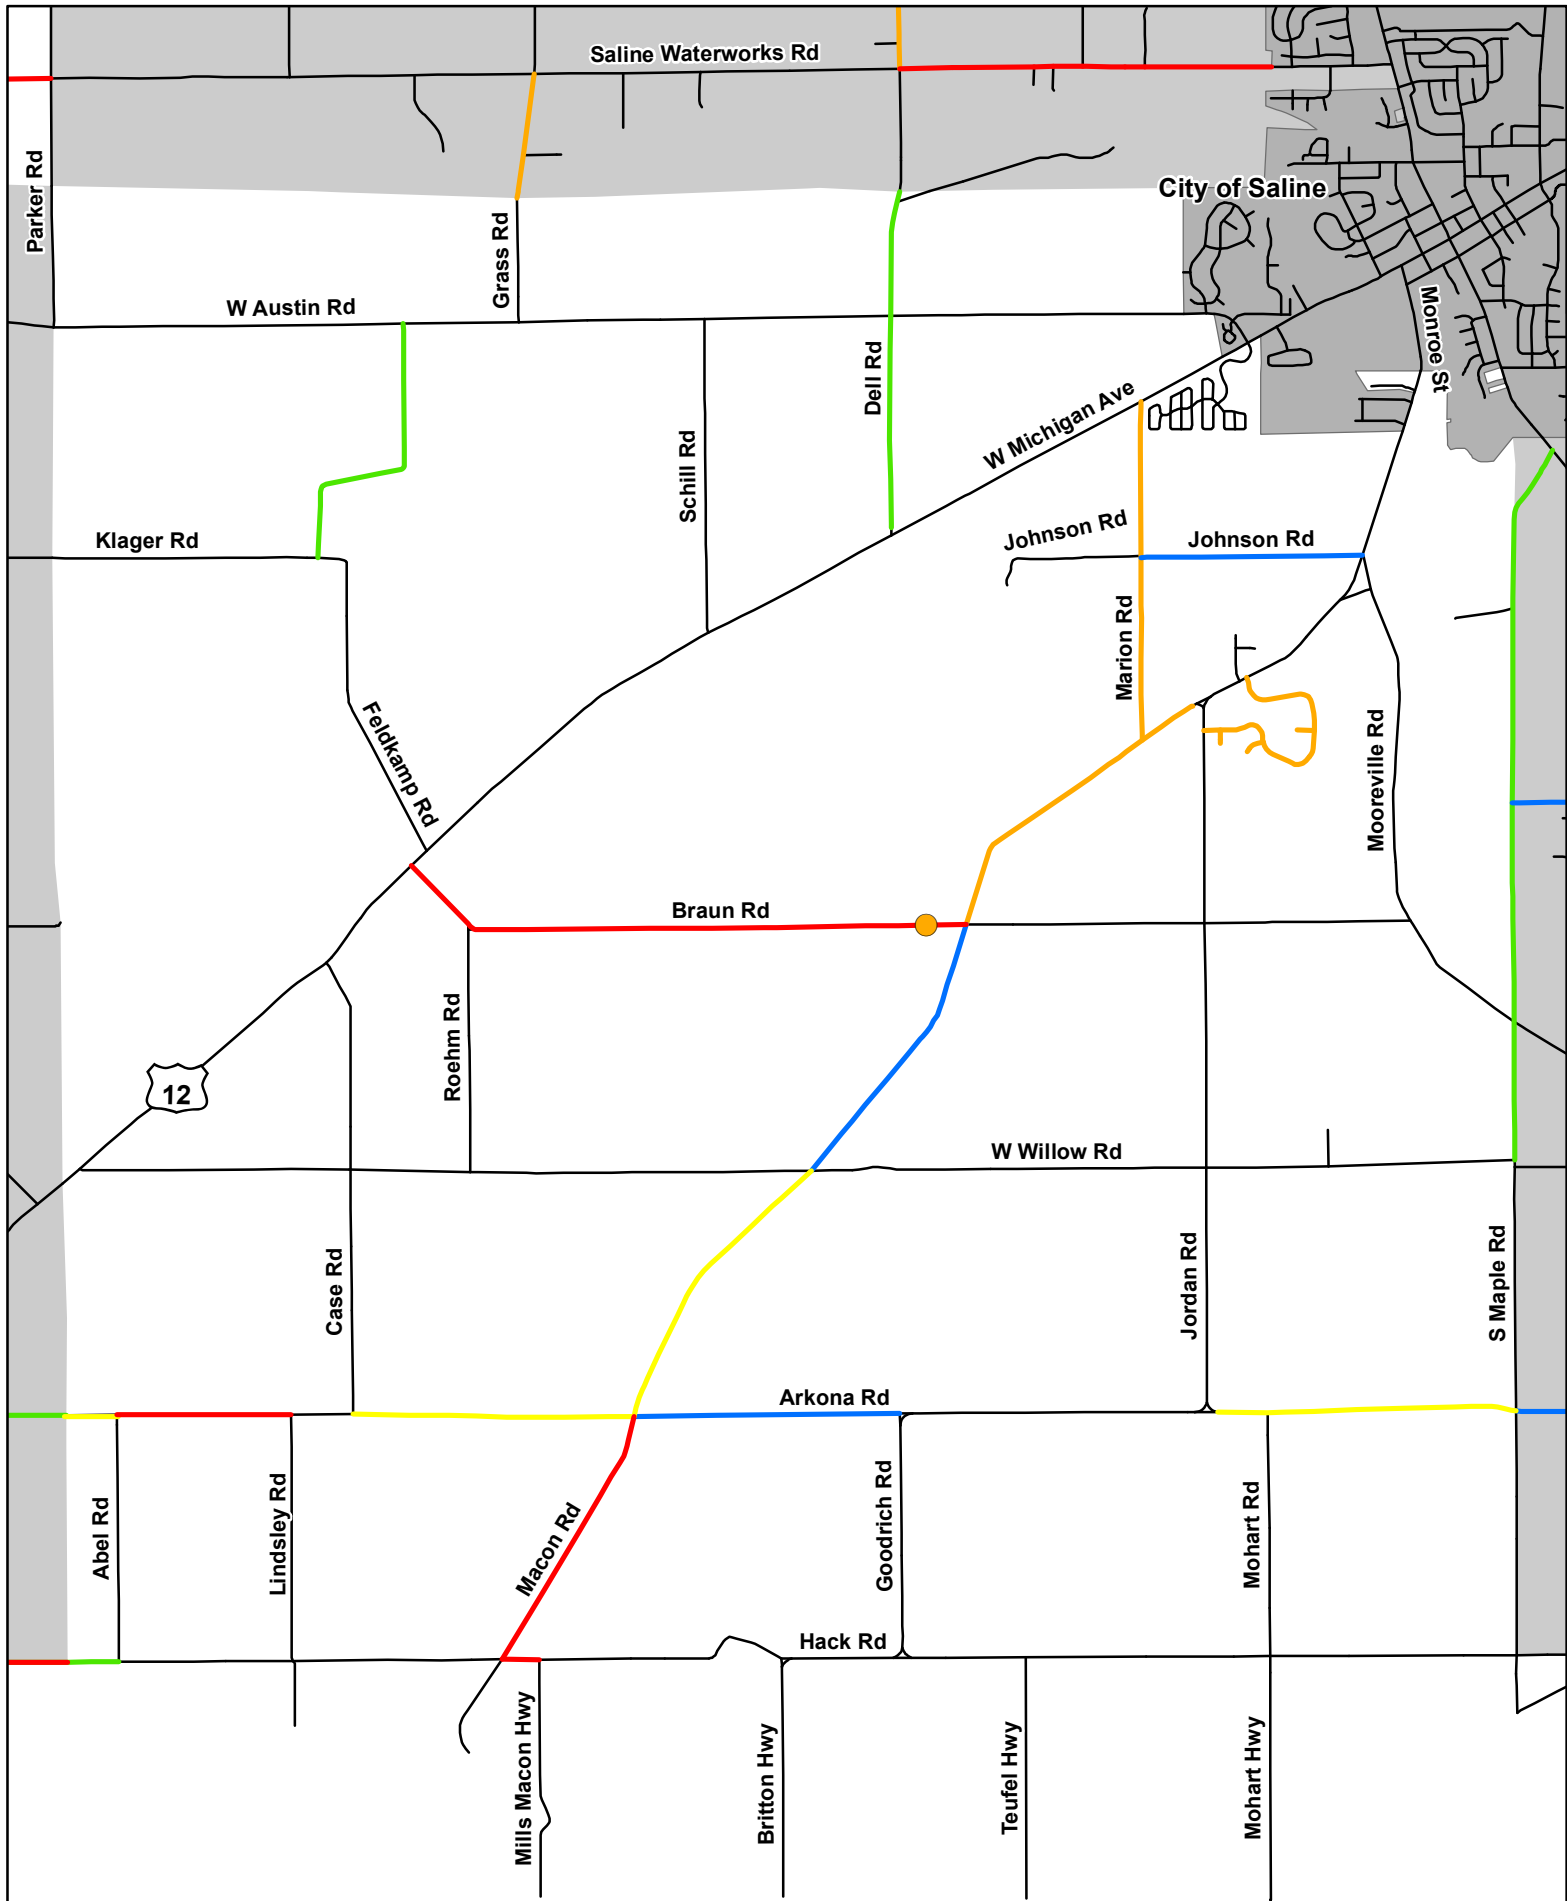 Saline Waterworks Rd
Parker Rd
City of Saline
Grass Rd
W Austin Rd
Monroe St
Dell Rd
W Michigan Ave
Schill Rd
Johnson Rd
Johnson Rd
Klager Rd
Marion Rd
Feldkamp Rd
Mooreville Rd
Braun Rd
Roehm Rd
12
W Willow Rd
Case Rd
Jordan Rd
S Maple Rd
Arkona Rd
Abel Rd
Lindsley Rd
Macon Rd
Goodrich Rd
Mohart Rd
Hack Rd
Mills Macon Hwy
Britton Hwy
Teufel Hwy
Mohart Hwy